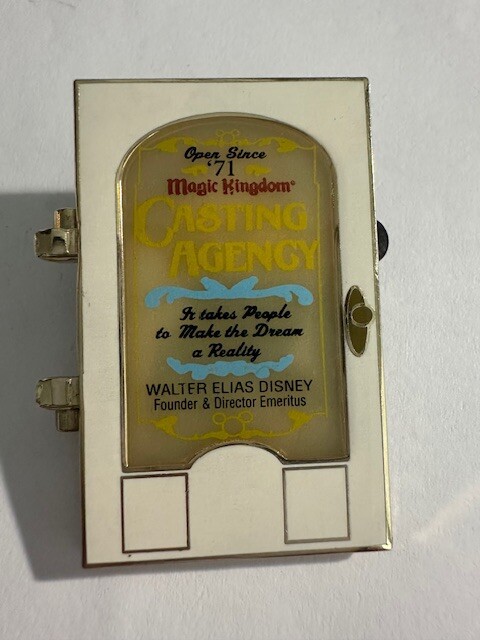 Open Since
'71
Magic Kingdom®
CASTING
AGENCY
It takes People
to Make the Dream
a Reality
WALTER ELIAS DISNEY
Founder & Director Emeritus